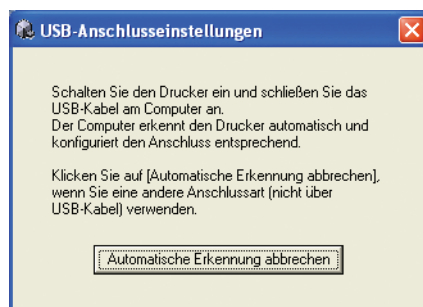 USB-Anschlusseinstellungen
Schalten Sie den Drucker ein und schließen Sie das
USB-Kabel am Computer an.
Der Computer erkennt den Drucker automatisch und
konfiguriert den Anschluss entsprechend.
Klicken Sie auf [Automatische Erkennung abbrechen],
wenn Sie eine andere Anschlussart (nicht über
USB-Kabel) verwenden.
Automatische Erkennung abbrechen